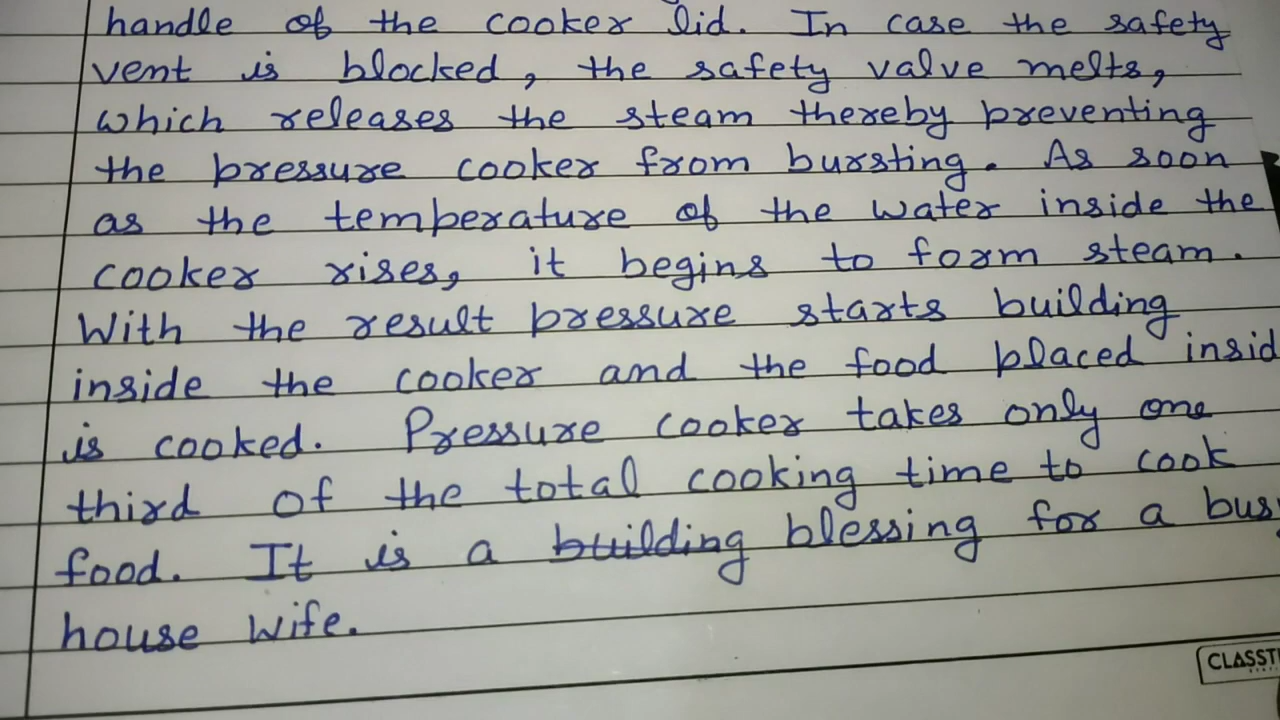 handle of the cooker lid. In case the safety
vent is blocked, the safety valve melts,
which releases the steam thereby preventing
the pressure cooker from bursting. As soon
as the temperature of the water inside the
cooker rises, it begins to form steam.
With the result pressure starts building
inside the cooker and the food placed insid
is cooked. Pressure cooker takes only one
third of the total cooking time to cook
food. It is a building blessing for a bus
house wife.
CLASST